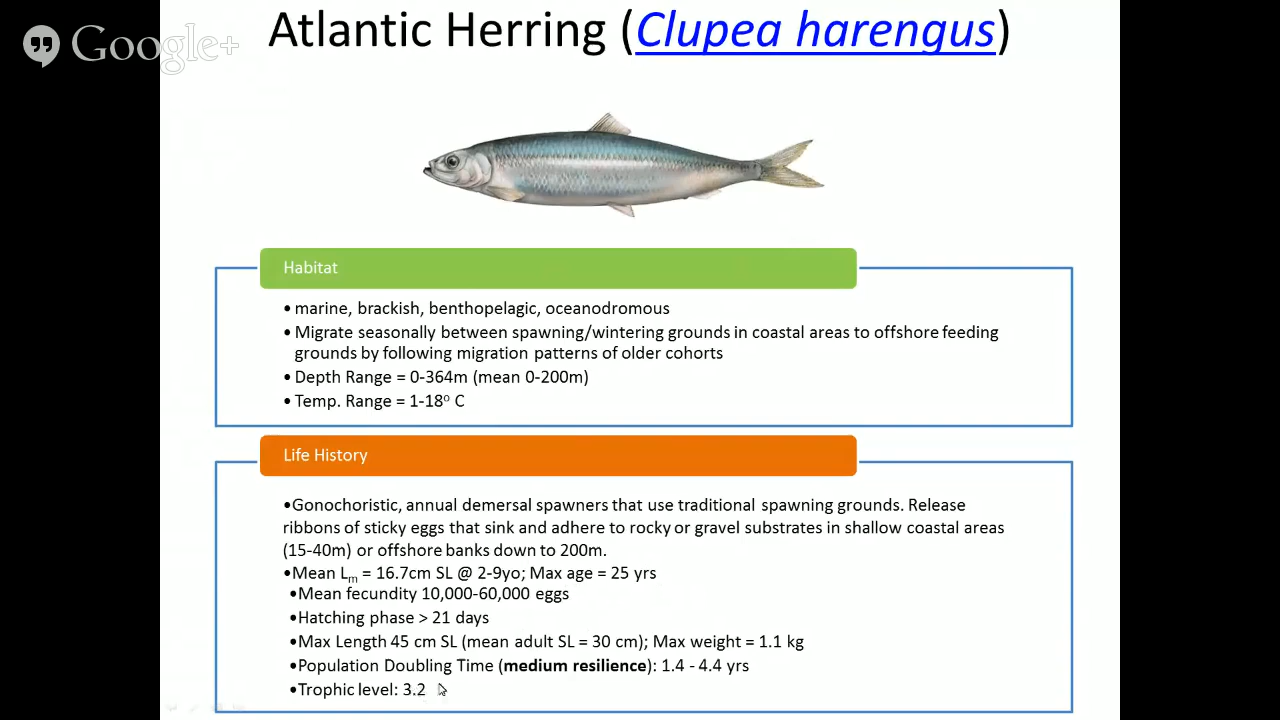 Google+
Atlantic Herring (Clupea harengus)
Habitat
• marine, brackish, benthopelagic, oceanodromous
• Migrate seasonally between spawning/wintering grounds in coastal areas to offshore feeding
grounds by following migration patterns of older cohorts
• Depth Range = 0-364m (mean 0-200m)
• Temp. Range = 1-18º C
Life History
•Gonochoristic, annual demersal spawners that use traditional spawning grounds. Release
ribbons of sticky eggs that sink and adhere to rocky or gravel substrates in shallow coastal areas
(15-40m) or offshore banks down to 200m.
•Mean Lm = 16.7cm SL @ 2-9yo; Max age = 25 yrs
•Mean fecundity 10,000-60,000 eggs
•Hatching phase > 21 days
•Max Length 45 cm SL (mean adult SL = 30 cm); Max weight = 1.1 kg
•Population Doubling Time (medium resilience): 1.4 - 4.4 yrs
•Trophic level: 3.2